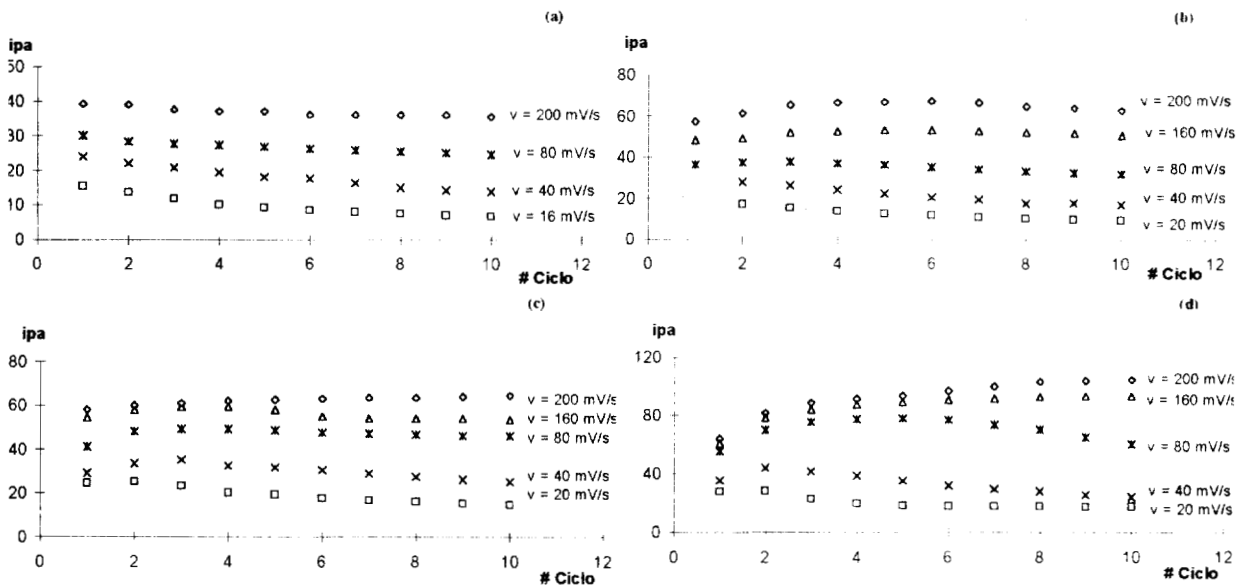 (a)
ipa
50
40
30
20
10
0
0 2 4 6 8 10 12
# Ciclo
v = 200 mV/s
v = 80 mV/s
v = 40 mV/s
v = 16 mV/s
(b)
ipa
80
60
40
20
0
0 2 4 6 8 10 12
# Ciclo
v = 200 mV/s
v = 160 mV/s
v = 80 mV/s
v = 40 mV/s
v = 20 mV/s
(c)
ipa
80
60
40
20
0
0 2 4 6 8 10 12
# Ciclo
v = 200 mV/s
v = 160 mV/s
v = 80 mV/s
v = 40 mV/s
v = 20 mV/s
(d)
ipa
120
80
40
0
0 2 4 6 8 10 12
# Ciclo
v = 200 mV/s
v = 160 mV/s
v = 80 mV/s
v = 40 mV/s
v = 20 mV/s